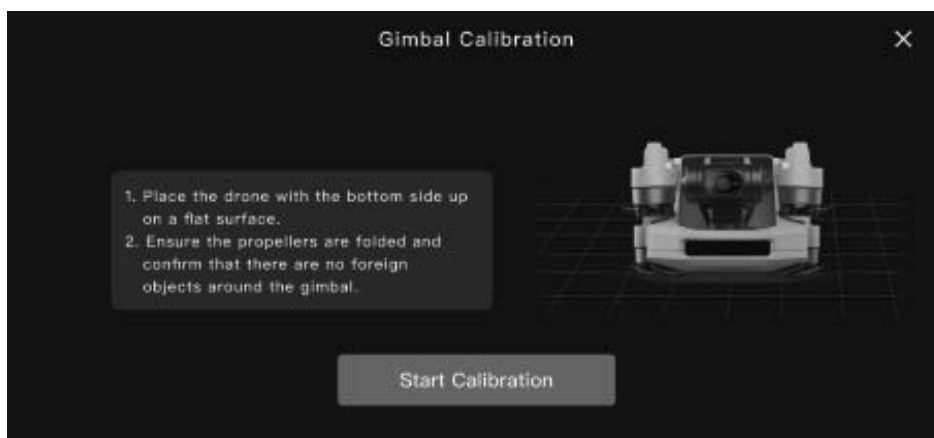 Gimbal Calibration
1. Place the drone with the bottom side up
on a flat surface.
2. Ensure the propellers are folded and
confirm that there are no foreign
objects around the gimbal.
Start Calibration